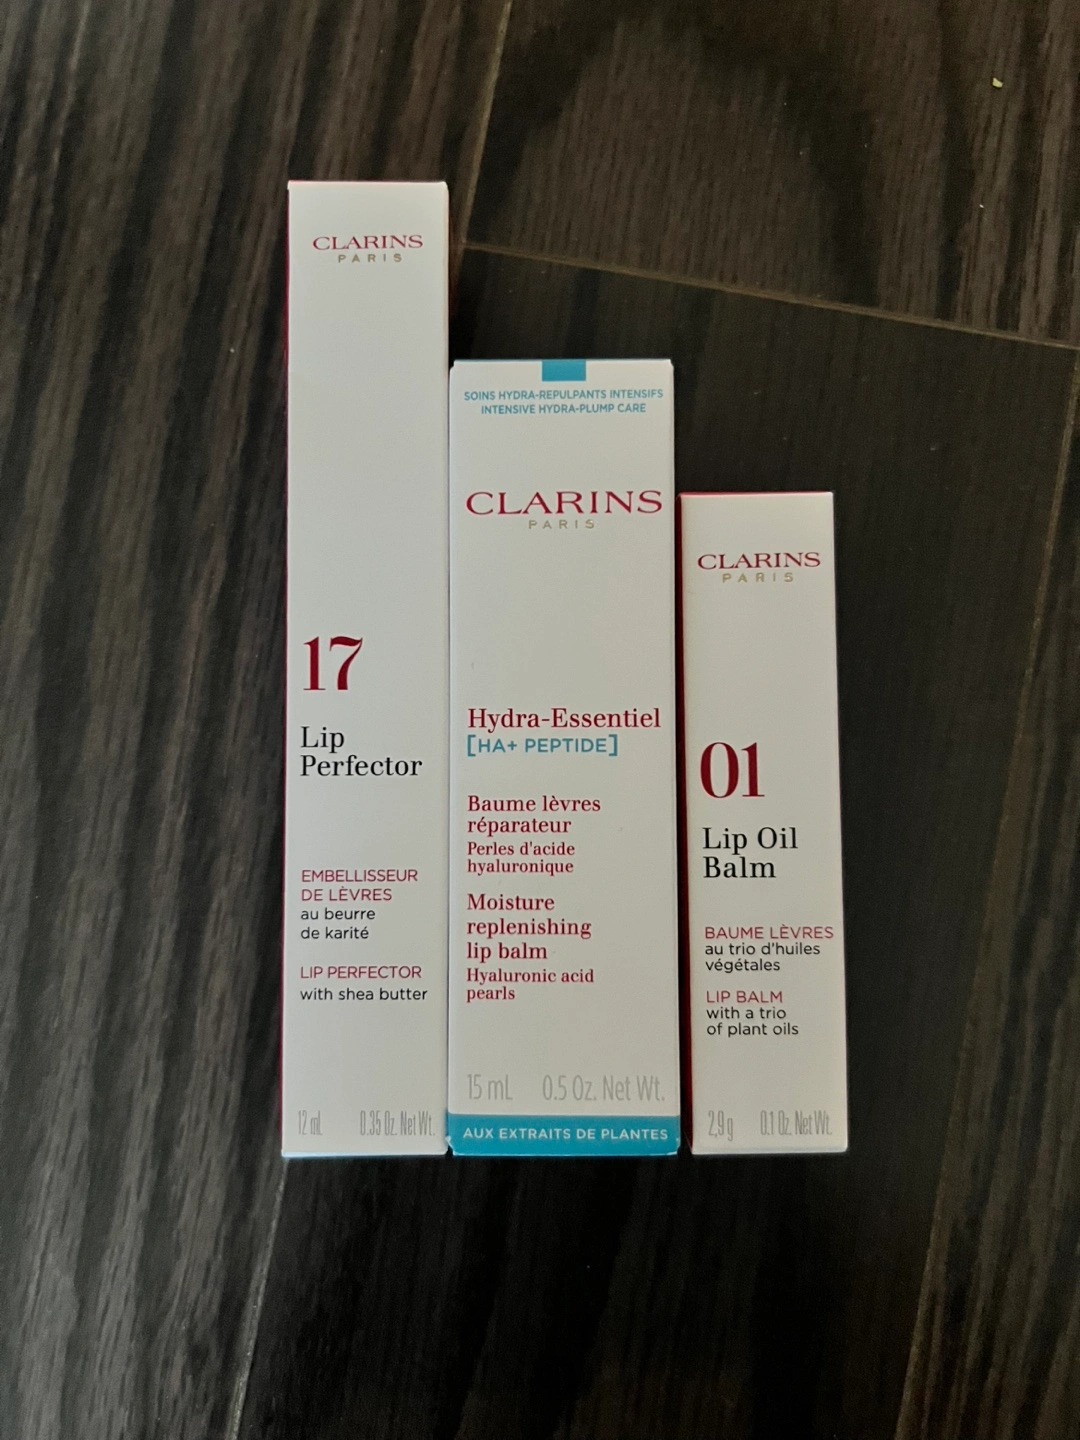 CLARINS
PARIS
17
Lip
Perfector
EMBELLISSEUR
DE LÈVRES
au beurre
de karité
LIP PERFECTOR
with shea butter
12 mL 0.35 Oz. Net Wt.
SOINS HYDRA-REPULPANTS INTENSIFS
INTENSIVE HYDRA-PLUMP CARE
CLARINS
PARIS
Hydra-Essentiel
[HA+ PEPTIDE]
Baume lèvres
réparateur
Perles d'acide
hyaluronique
Moisture
replenishing
lip balm
Hyaluronic acid
pearls
15 mL 0.5 Oz. Net Wt.
AUX EXTRAITS DE PLANTES
CLARINS
PARIS
01
Lip Oil
Balm
BAUME LÈVRES
au trio d'huiles
végétales
LIP BALM
with a trio
of plant oils
2,9 g 0.1 Oz. Net Wt.